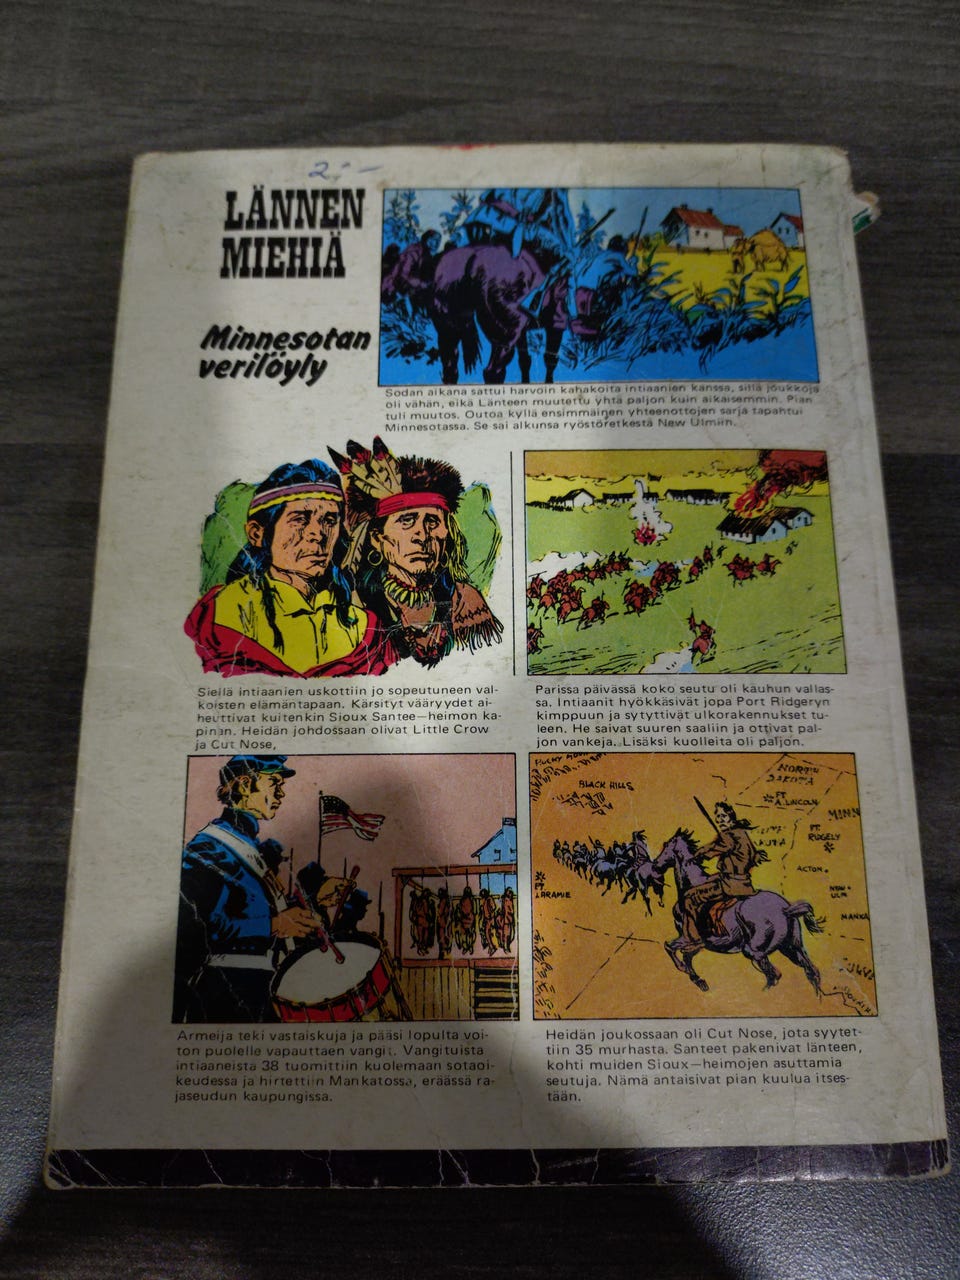 2:-
LÄNNEN
MIEHIÄ
Minnesotan
verilöyly
Sodan aikana sattui harvoin kahakoita intiaanien kanssa, sillä joukkoja
oli vähän, eikä Länteen muutettu yhtä paljon kuin aikaisemmin. Pian
tuli muutos. Outoa kyllä ensimmäinen yhteenottojen sarja tapahtui
Minnesotassa. Se sai alkunsa ryöstöretkestä New Ulmiin.
Siellä intiaanien uskottiin jo sopeutuneen val-
koisten elämäntapaan. Kärsityt vääryydet ai-
heuttivat kuitenkin Sioux Santee-heimon ka-
pinan. Heidän johdossaan olivat Little Crow
ja Cut Nose,
Parissa päivässä koko seutu oli kauhun vallas-
sa. Intiaanit hyökkäsivät jopa Port Ridgeryn
kimppuun ja sytyttivät ulkorakennukset tu-
leen. He saivat suuren saaliin ja ottivat pal-
jon vankeja. Lisäksi kuolleita oli paljon.
BLACK HILLS
NORTH
DAKOTA
FT
A. LINCOLN
MINN
FT.
RIDGELY
ACTON
NEW
ULM
MANKA
FT
LARAMIE
Armeija teki vastaiskuja ja pääsi lopulta voi-
ton puolelle vapauttaen vangit. Vangituista
intiaaneista 38 tuomittiin kuolemaan sotaoi-
keudessa ja hirtettiin Mankatossa, eräässä ra-
jaseudun kaupungissa.
Heidän joukossaan oli Cut Nose, jota syytet-
tiin 35 murhasta. Santeet pakenivat länteen,
kohti muiden Sioux-heimojen asuttamia
seutuja. Nämä antaisivat pian kuulua itses-
tään.